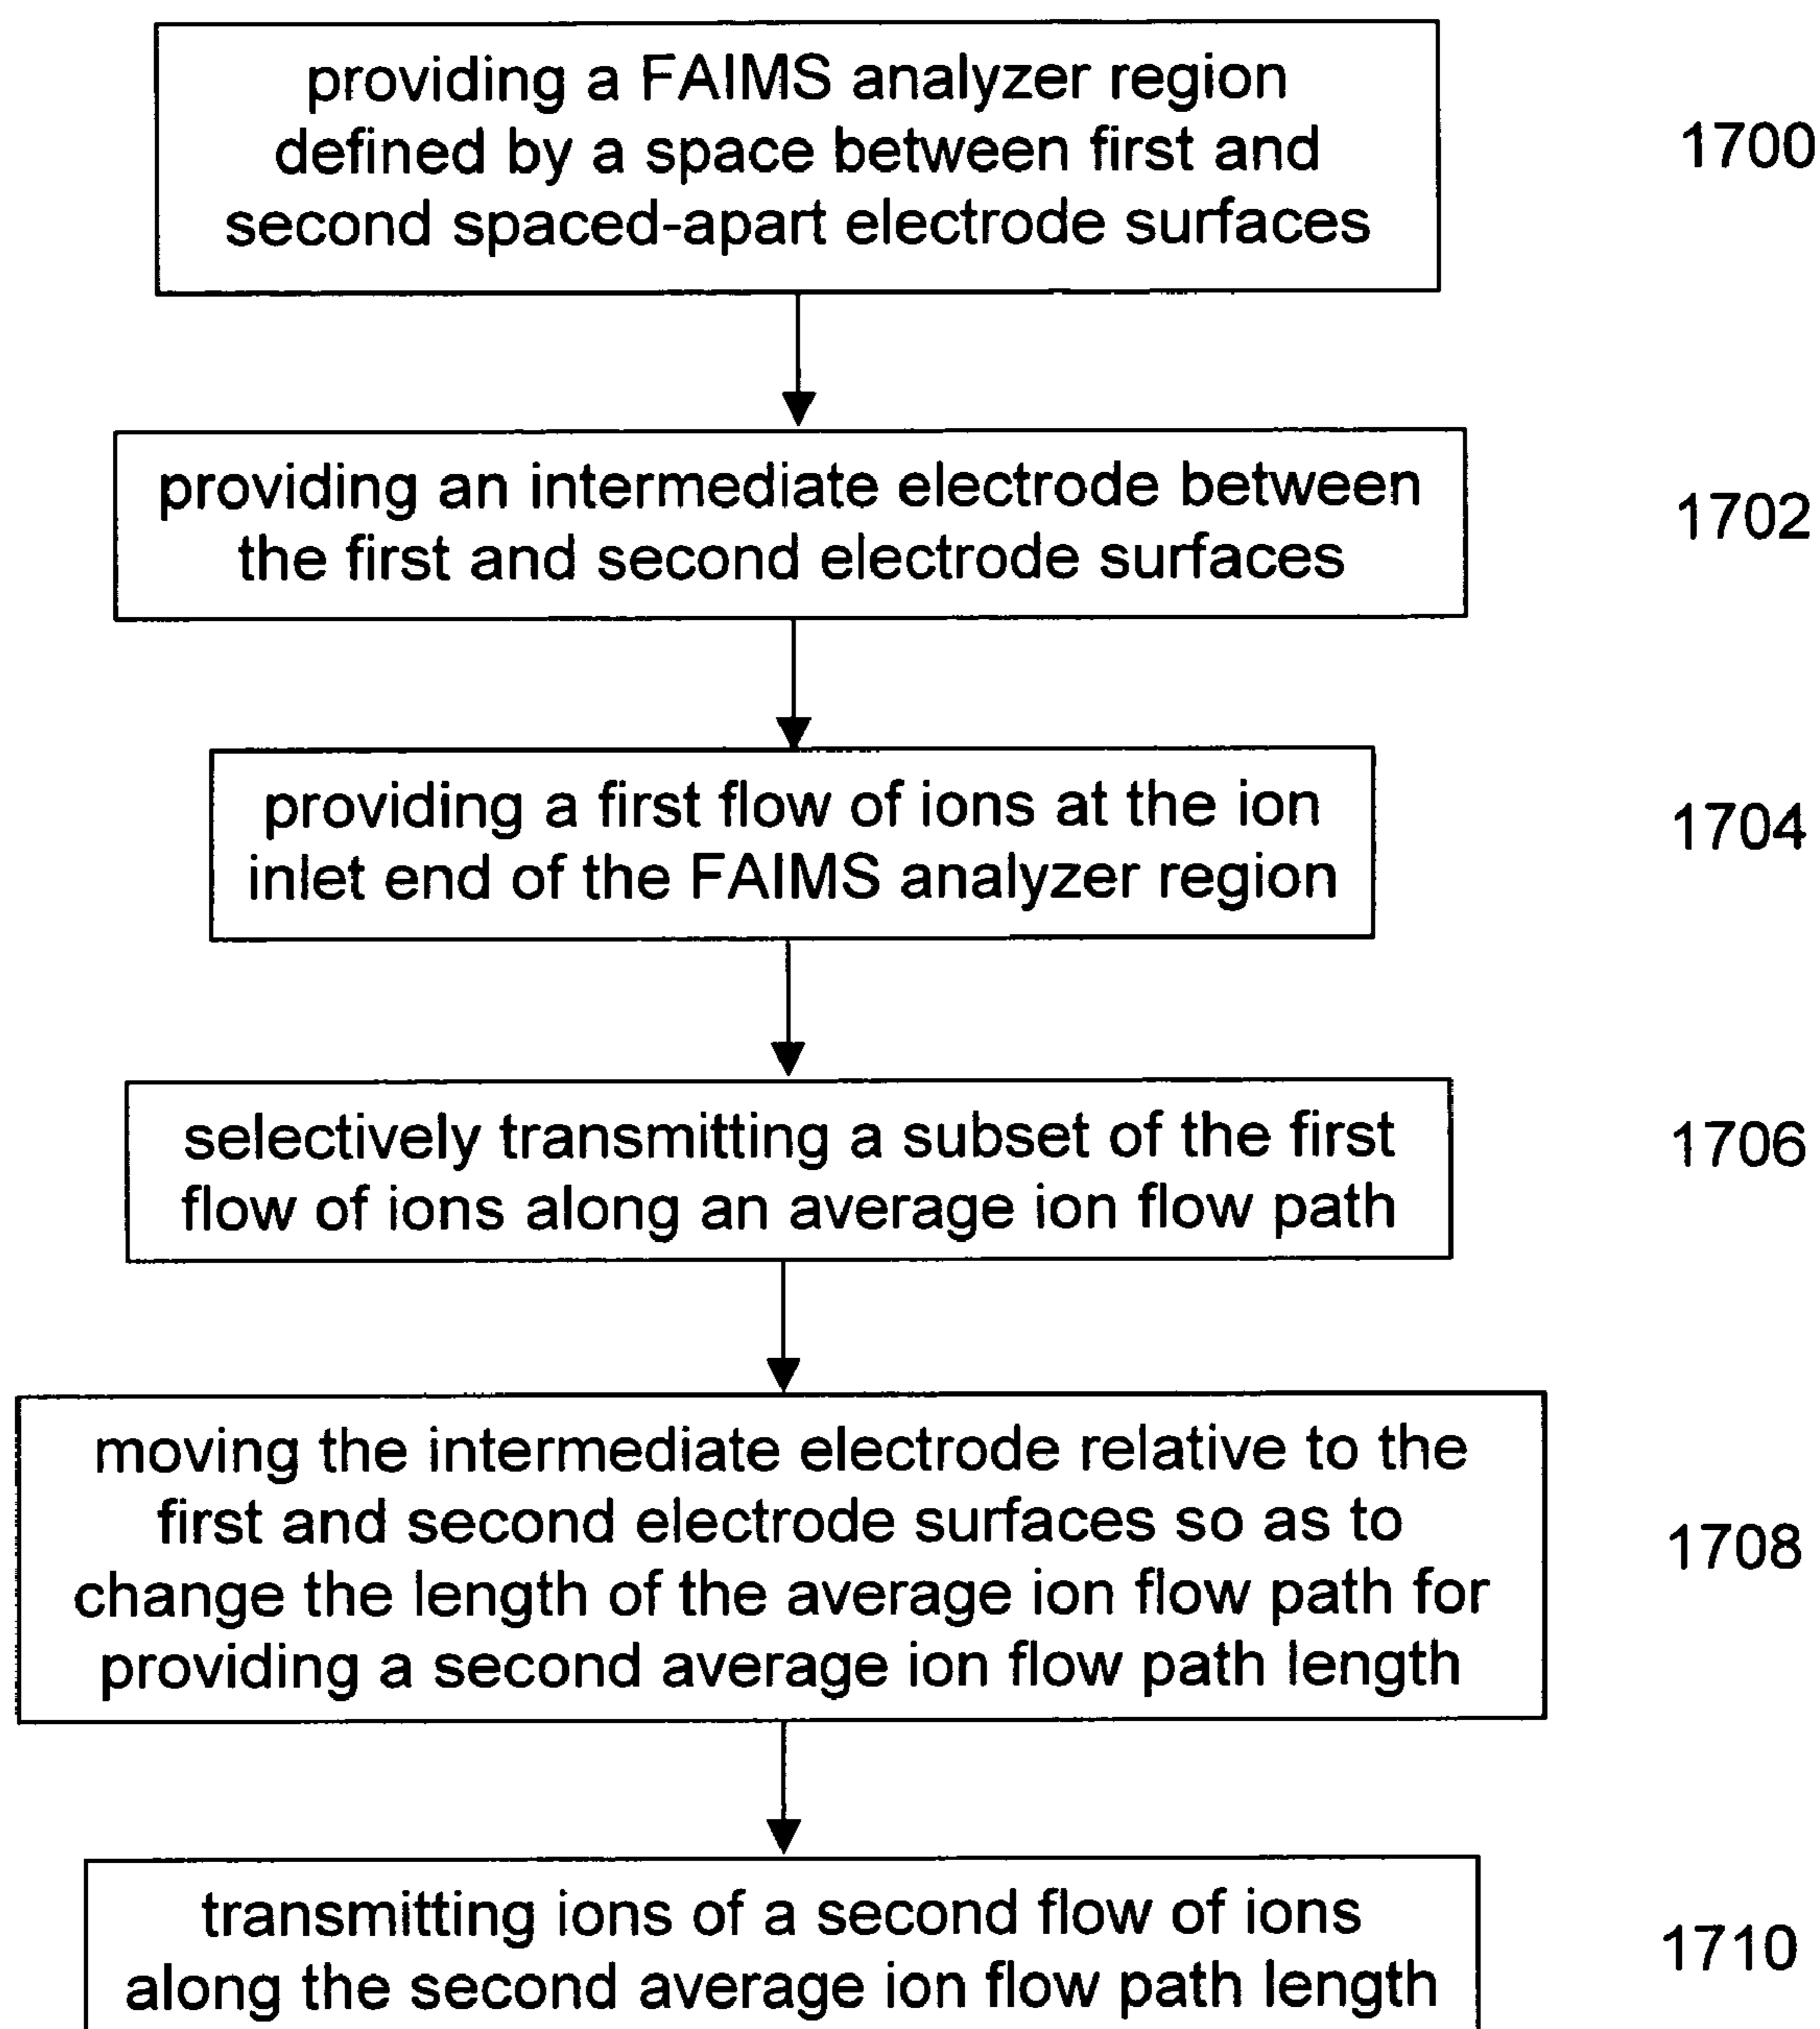 providing a FAIMS analyzer region
defined by a space between first and
second spaced-apart electrode surfaces
1700
providing an intermediate electrode between
the first and second electrode surfaces
1702
providing a first flow of ions at the ion
inlet end of the FAIMS analyzer region
1704
selectively transmitting a subset of the first
flow of ions along an average ion flow path
1706
moving the intermediate electrode relative to the
first and second electrode surfaces so as to
change the length of the average ion flow path for
providing a second average ion flow path length
1708
transmitting ions of a second flow of ions
along the second average ion flow path length
1710